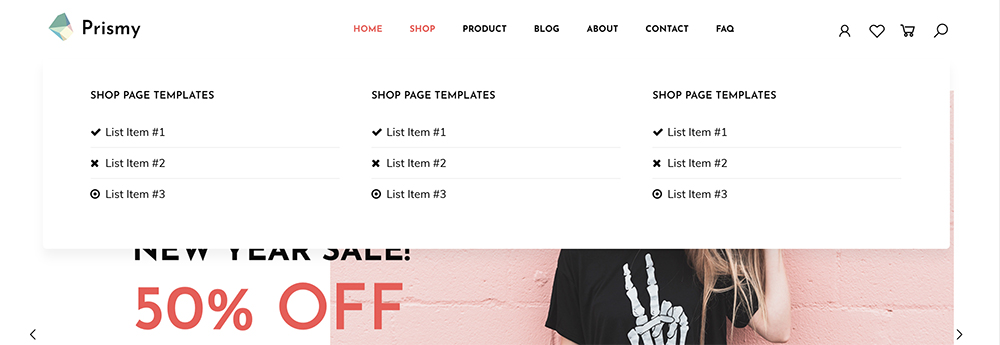 Prismy
HOME SHOP PRODUCT BLOG ABOUT CONTACT FAQ
SHOP PAGE TEMPLATES SHOP PAGE TEMPLATES SHOP PAGE TEMPLATES
List Item #1 List Item #1 List Item #1
List Item #2 List Item #2 List Item #2
List Item #3 List Item #3 List Item #3
NEW YEAR SALE!
50% OFF